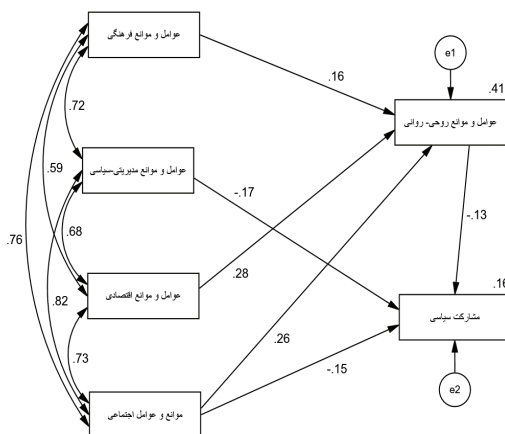 عوامل و موانع فرهنگی
e1
.41
.16
عوامل و موانع روحی- روانی
.72
عوامل و موانع مدیریتی-سیاسی
.59
-.17
-.13
.76
.68
.28
.16
.82
عوامل و موانع اقتصادی
مشارکت سیاسی
.26
.73
-.15
e2
موانع و عوامل اجتماعی